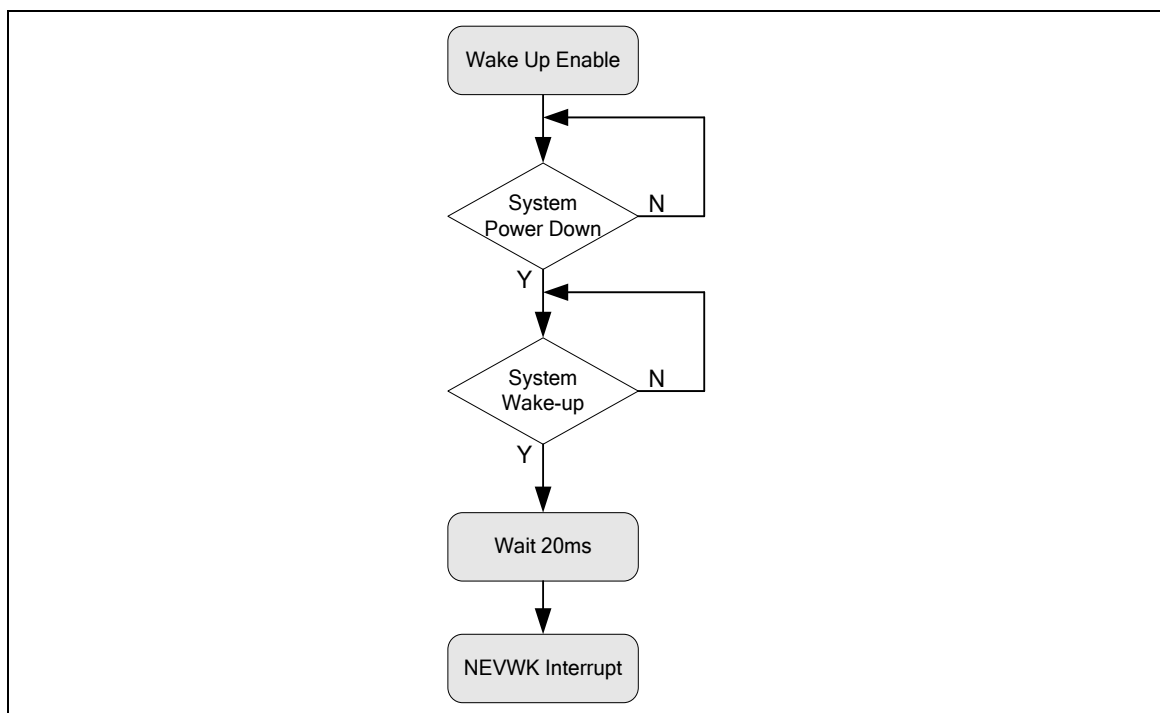 Wake Up Enable
System
Power Down
N
Y
System
Wake-up
N
Y
Wait 20ms
NEVWK Interrupt